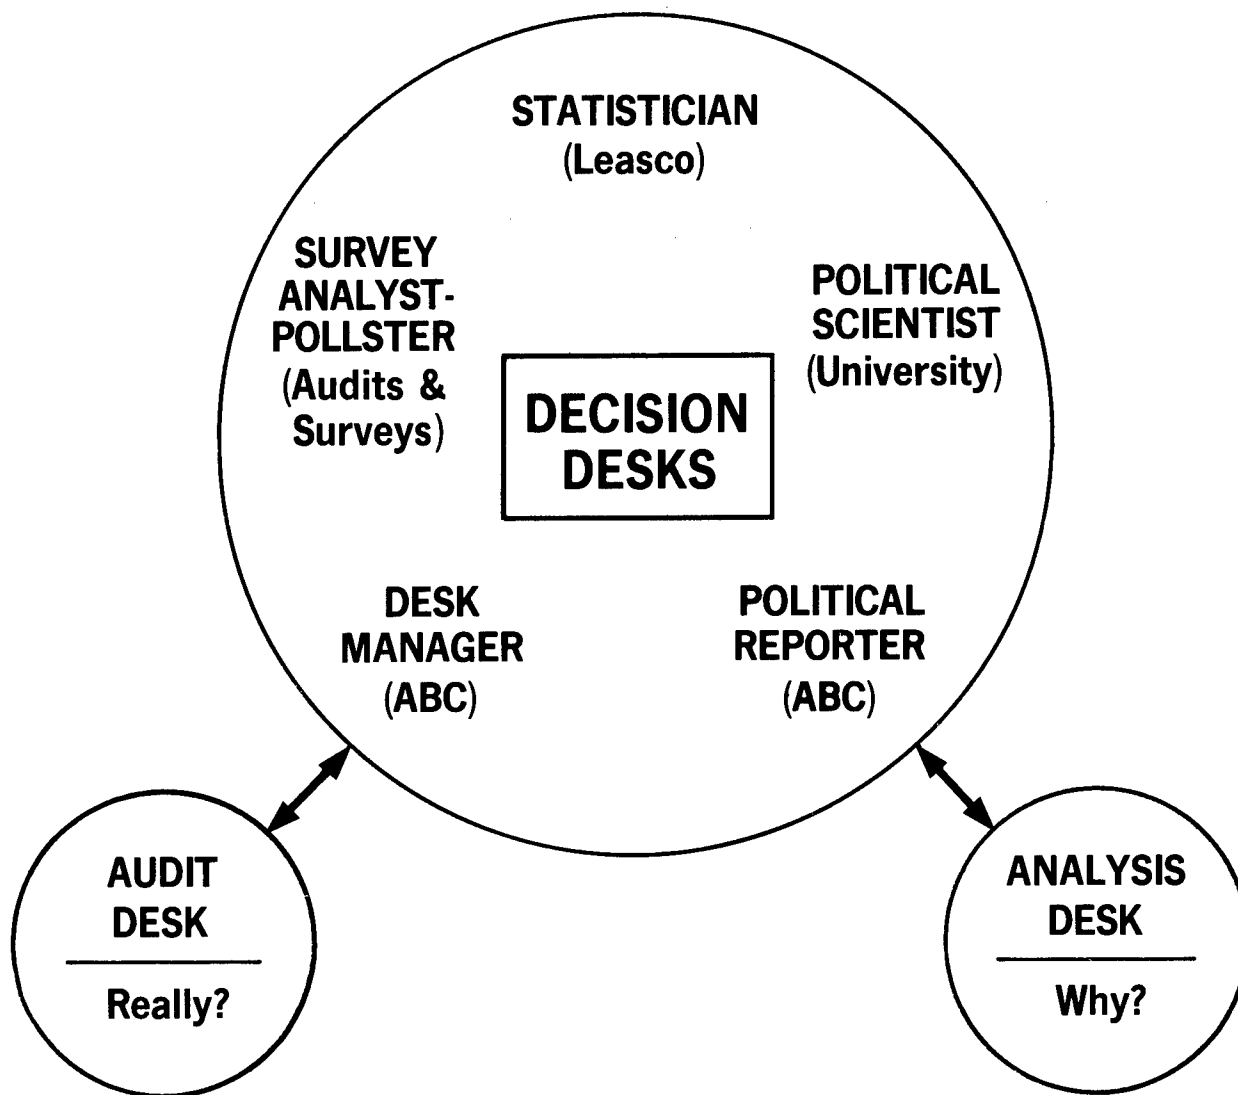 STATISTICIAN
(Leasco)
SURVEY
ANALYST-
POLLSTER
(Audits &
Surveys)
POLITICAL
SCIENTIST
(University)
DECISION
DESKS
DESK
MANAGER
(ABC)
POLITICAL
REPORTER
(ABC)
AUDIT
DESK
Really?
ANALYSIS
DESK
Why?